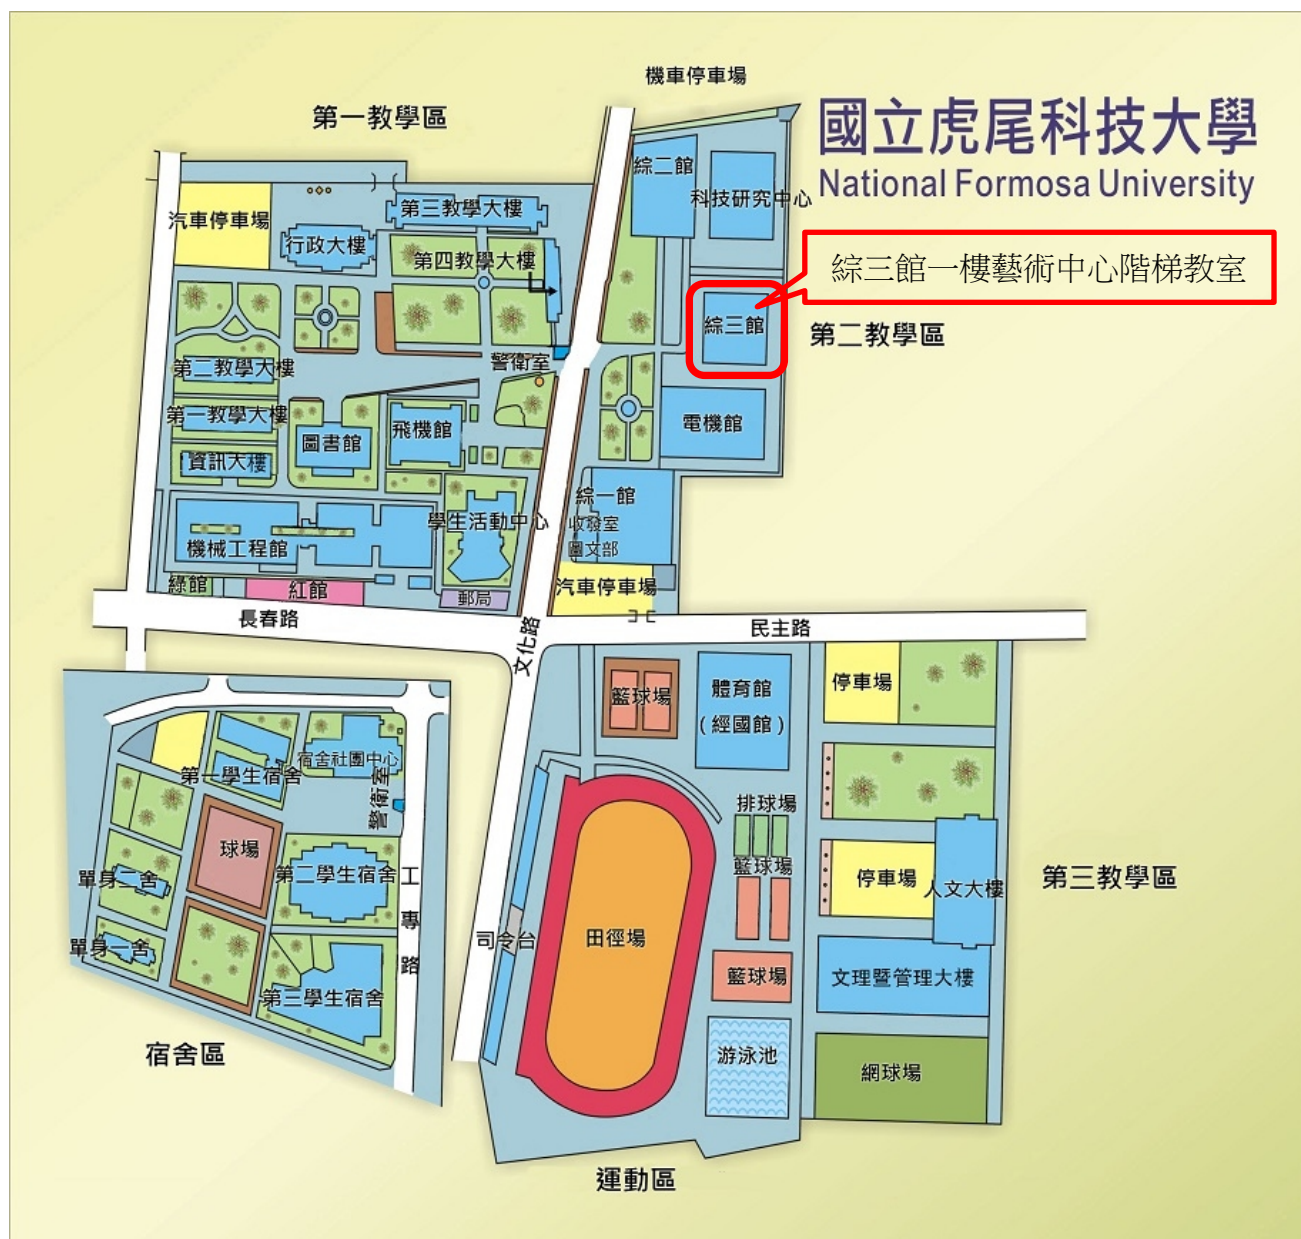 機車停車場
第一教學區
國立虎尾科技大學
National Formosa University
綜二館
科技研究中心
第三教學大樓
汽車停車場
行政大樓
第四教學大樓
綜三館一樓藝術中心階梯教室
綜三館
第二教學區
警衛室
第二教學大樓
第一教學大樓
圖書館
飛機館
電機館
資訊大樓
綜一館
收發室
圖文部
學生活動中心
機械工程館
綠館
紅館
郵局
汽車停車場
長春路
文化路
民主路
籃球場
體育館
(經國館)
停車場
宿舍社團中心
第一學生宿舍
警衛室
排球場
球場
籃球場
第二學生宿舍
工專路
單身二舍
停車場
人文大樓
第三教學區
單身一舍
司令台
田徑場
籃球場
文理暨管理大樓
第三學生宿舍
宿舍區
游泳池
網球場
運動區